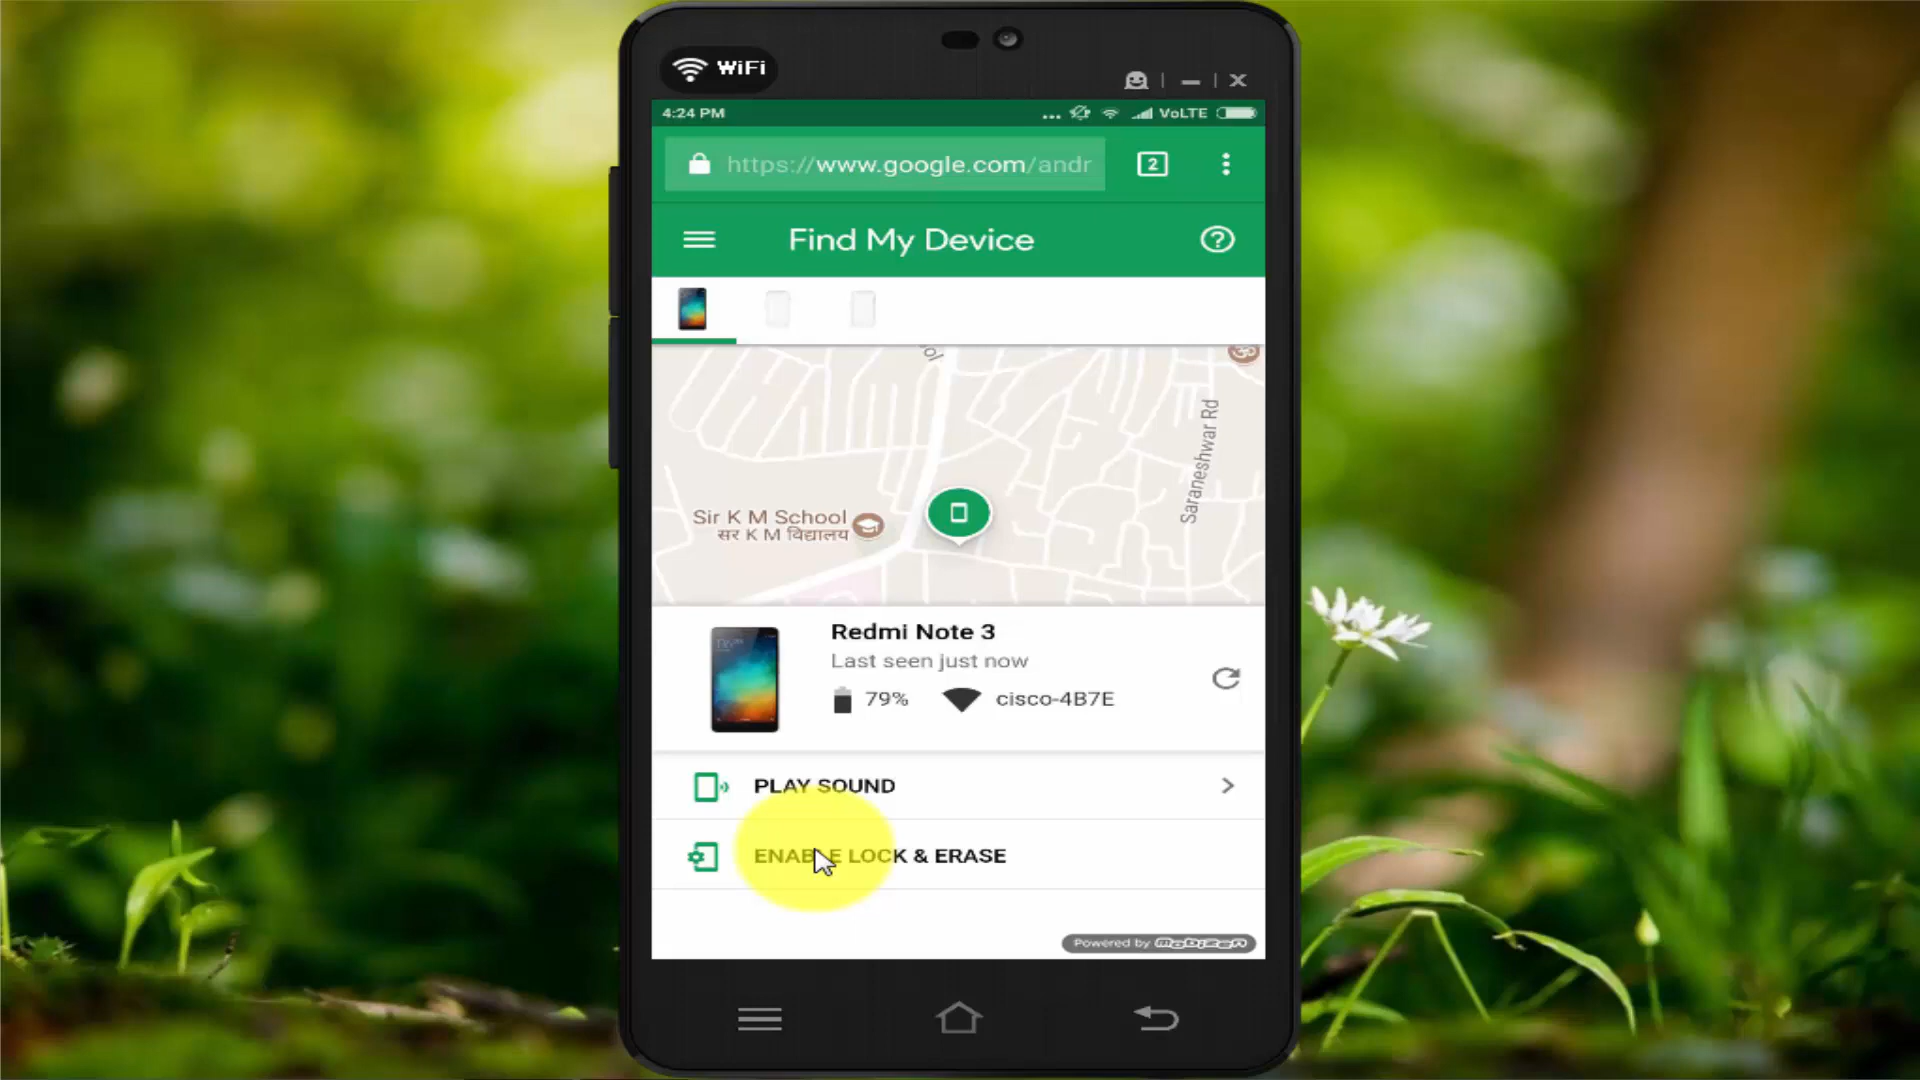 WiFi
4:24 PM
VoLTE
https://www.google.com/andr
2
Find My Device
ol
Saraneshwar Rd
Sir K M School
सर K M विद्यालय
Redmi Note 3
Last seen just now
79%
cisco-4B7E
PLAY SOUND
ENABLE LOCK & ERASE
Powered by mobizen